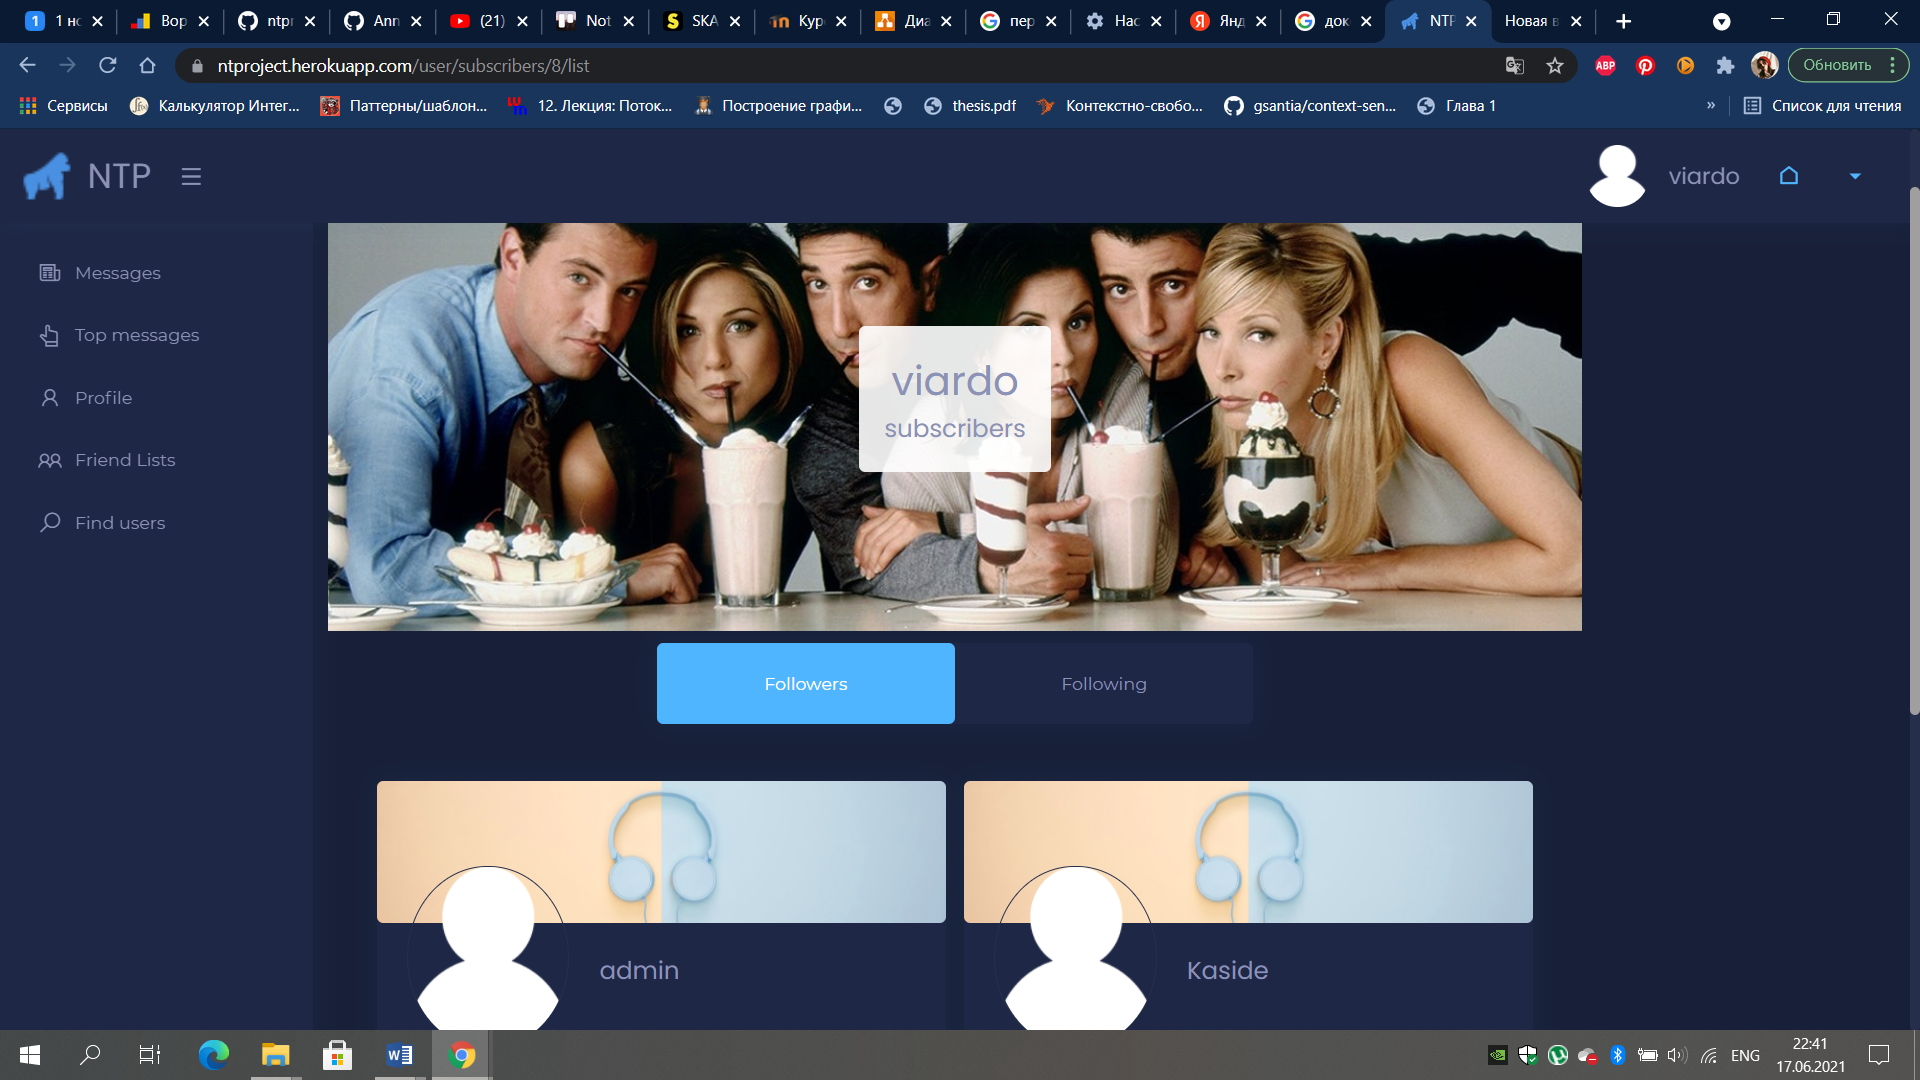 1 нс
Вор
ntpr
Ann
(21)
Not
SKA
Кур
Диа
пер
Нас
Янд
док
NTP
Новая в
ntproject.herokuapp.com/user/subscribers/8/list
ABP
Обновить
Сервисы
Калькулятор Интег...
Паттерны/шаблон...
12. Лекция: Поток...
Построение графи...
thesis.pdf
Контекстно-свобо...
gsantia/context-sen...
Глава 1
»
Список для чтения
NTP
viardo
Messages
Top messages
Profile
Friend Lists
Find users
viardo
subscribers
Followers
Following
admin
Kaside
ENG
22:41
17.06.2021